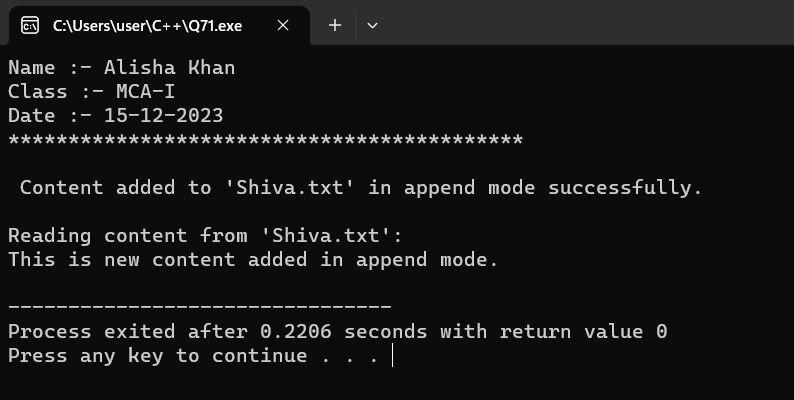 C:\Users\user\C++\Q71.exe
Name :- Alisha Khan
Class :- MCA-I
Date :- 15-12-2023
*******************************************
Content added to 'Shiva.txt' in append mode successfully.
Reading content from 'Shiva.txt':
This is new content added in append mode.
--------------------------------
Process exited after 0.2206 seconds with return value 0
Press any key to continue . . .